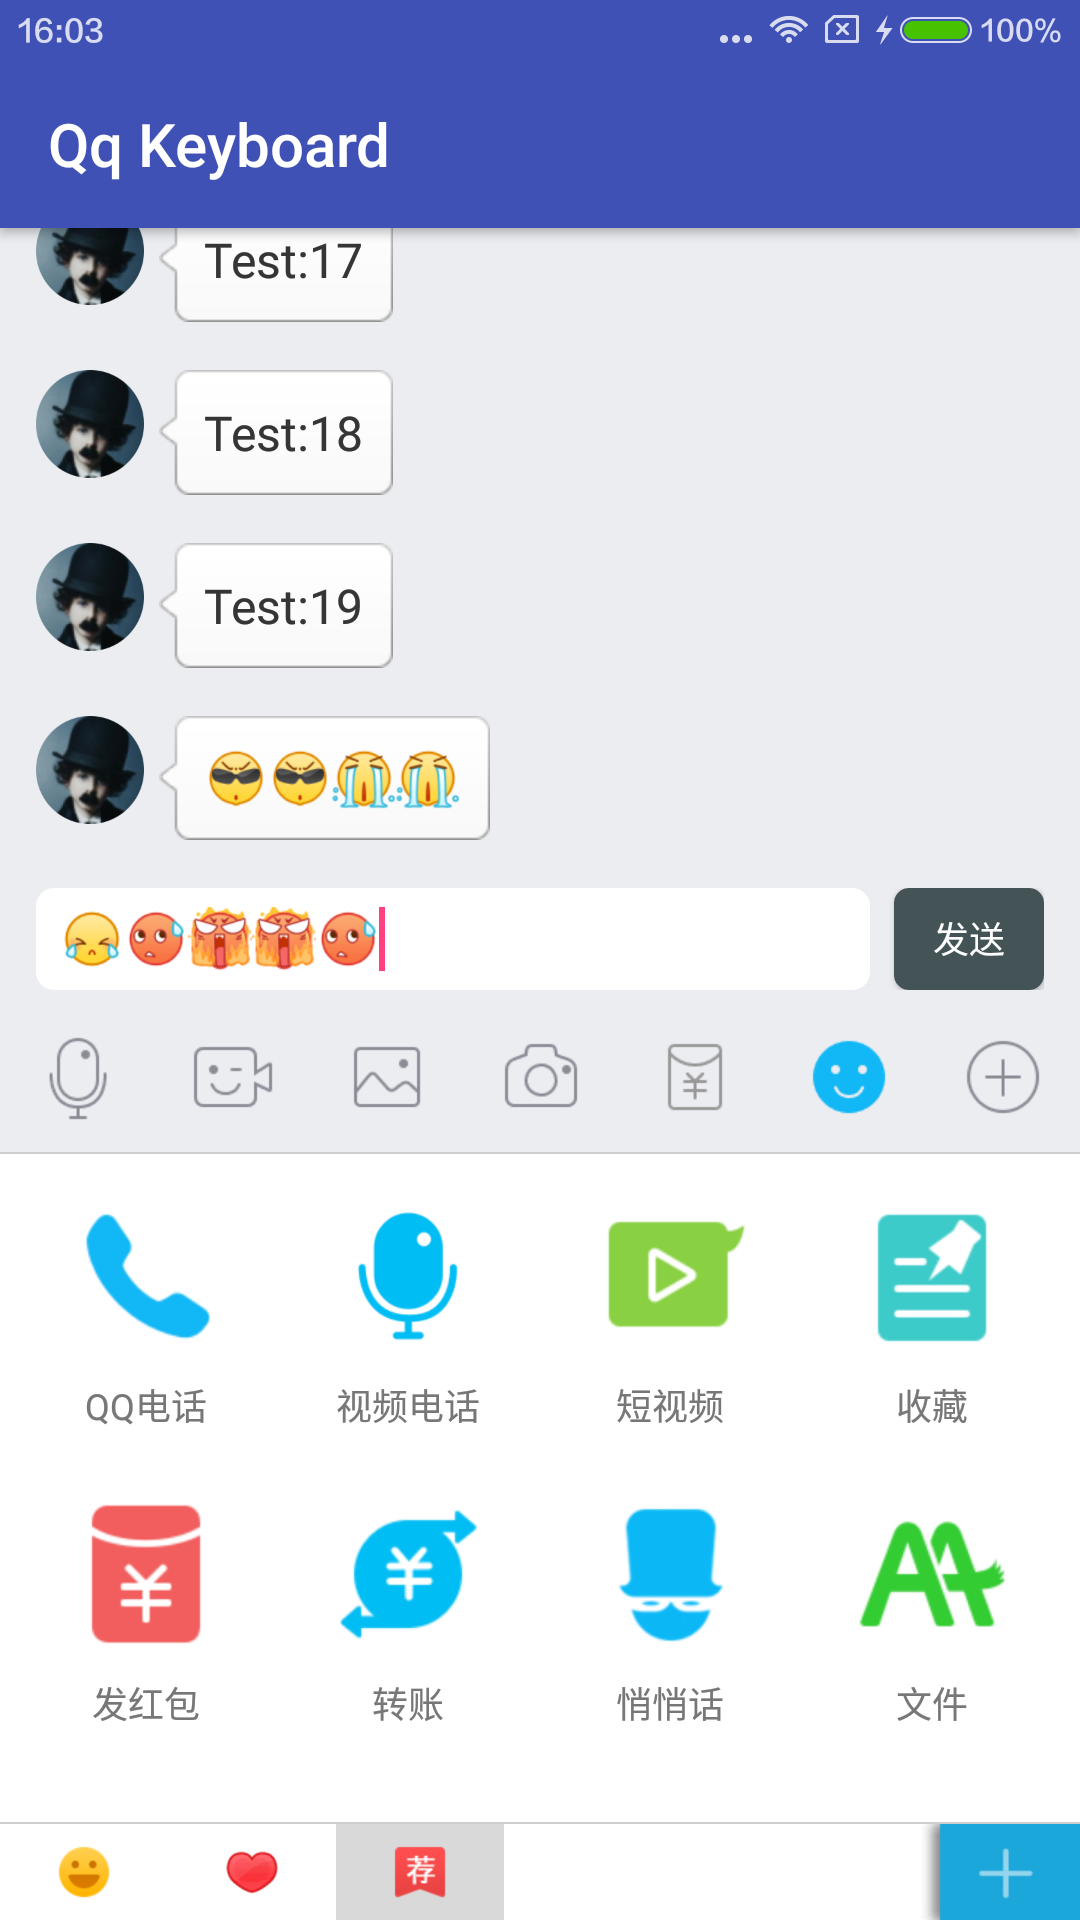 16:03
100%
Qq Keyboard
Test:17
Test:18
Test:19
发送
QQ电话 视频电话 短视频 收藏
发红包 转账 悄悄话 文件
荐